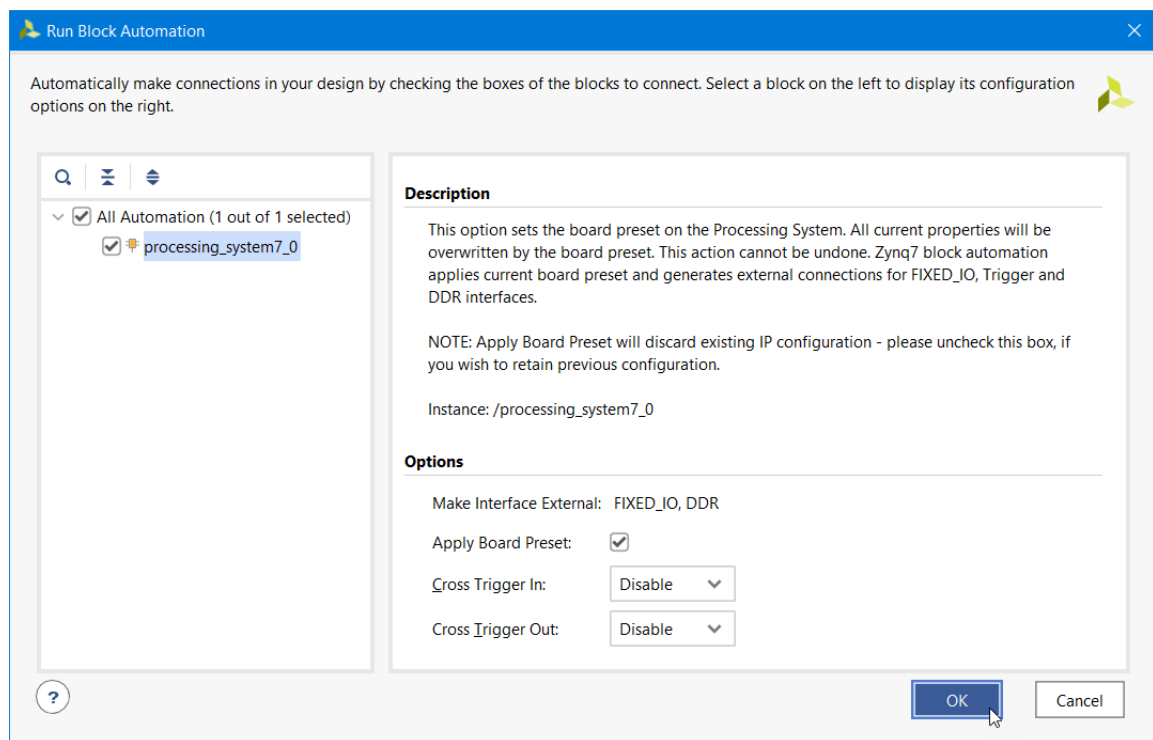 Run Block Automation
Automatically make connections in your design by checking the boxes of the blocks to connect. Select a block on the left to display its configuration
options on the right.
All Automation (1 out of 1 selected)
processing_system7_0
Description
This option sets the board preset on the Processing System. All current properties will be
overwritten by the board preset. This action cannot be undone. Zynq7 block automation
applies current board preset and generates external connections for FIXED_IO, Trigger and
DDR interfaces.
NOTE: Apply Board Preset will discard existing IP configuration - please uncheck this box, if
you wish to retain previous configuration.
Instance: /processing_system7_0
Options
Make Interface External: FIXED_IO, DDR
Apply Board Preset:
Cross Trigger In: Disable
Cross Trigger Out: Disable
?
OK
Cancel